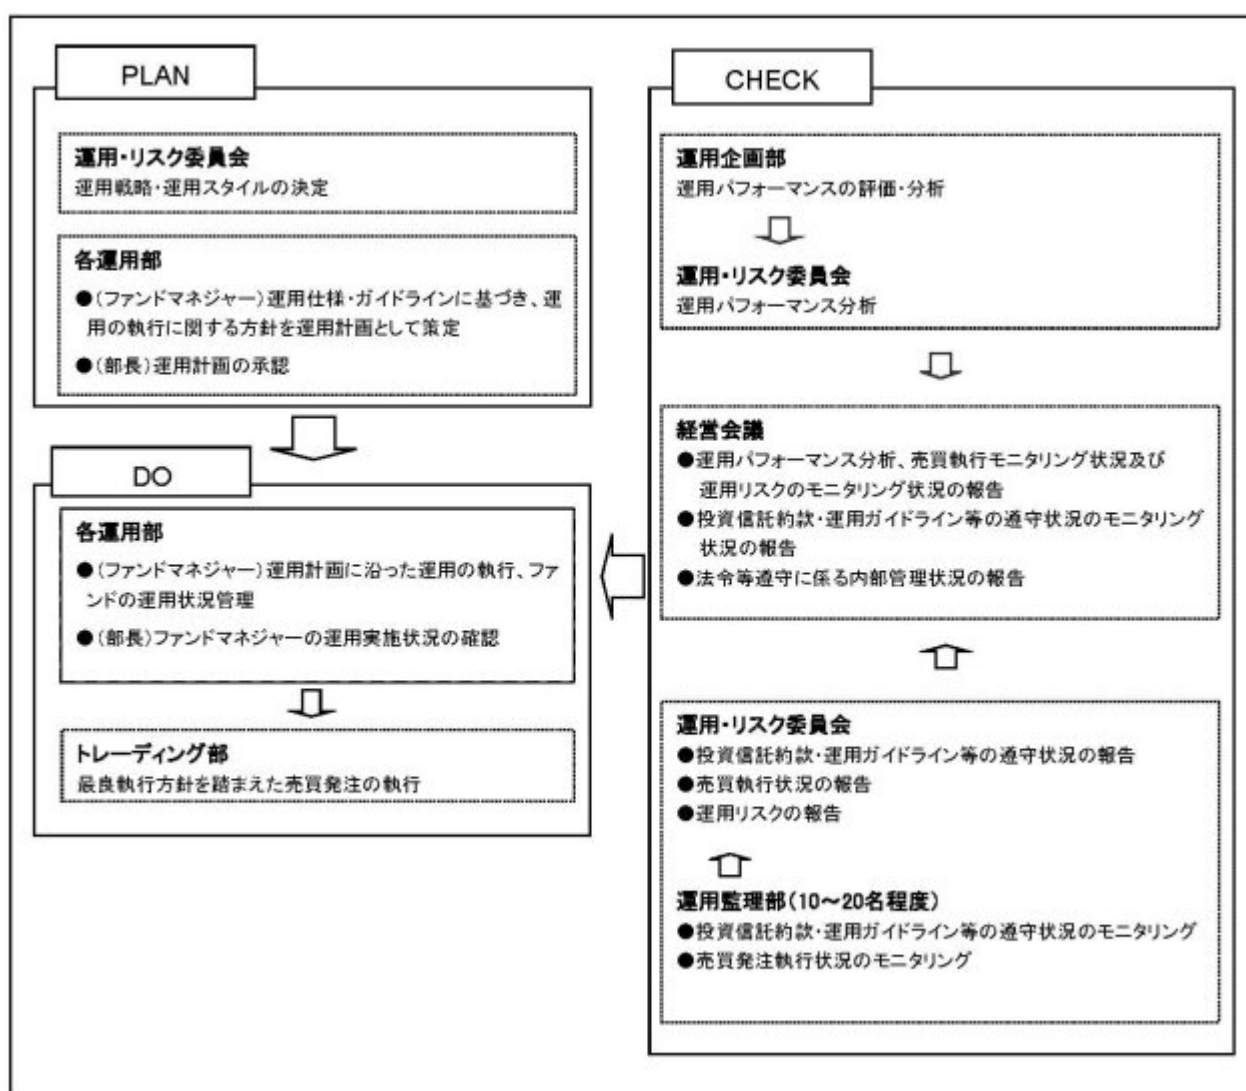 PLAN
運用・リスク委員会
運用戦略・運用スタイルの決定
各運用部
●(ファンドマネジャー)運用仕様・ガイドラインに基づき、運
用の執行に関する方針を運用計画として策定
●(部長)運用計画の承認
DO
各運用部
●(ファンドマネジャー)運用計画に沿った運用の執行、ファ
ンドの運用状況管理
●(部長)ファンドマネジャーの運用実施状況の確認
トレーディング部
最良執行方針を踏まえた売買発注の執行
CHECK
運用企画部
運用パフォーマンスの評価・分析
運用・リスク委員会
運用パフォーマンス分析
経営会議
●運用パフォーマンス分析、売買執行モニタリング状況及び
運用リスクのモニタリング状況の報告
●投資信託約款・運用ガイドライン等の遵守状況のモニタリング
状況の報告
●法令等遵守に係る内部管理状況の報告
運用・リスク委員会
●投資信託約款・運用ガイドライン等の遵守状況の報告
●売買執行状況の報告
●運用リスクの報告
運用監理部(10～20名程度)
●投資信託約款・運用ガイドライン等の遵守状況のモニタリング
●売買発注執行状況のモニタリング